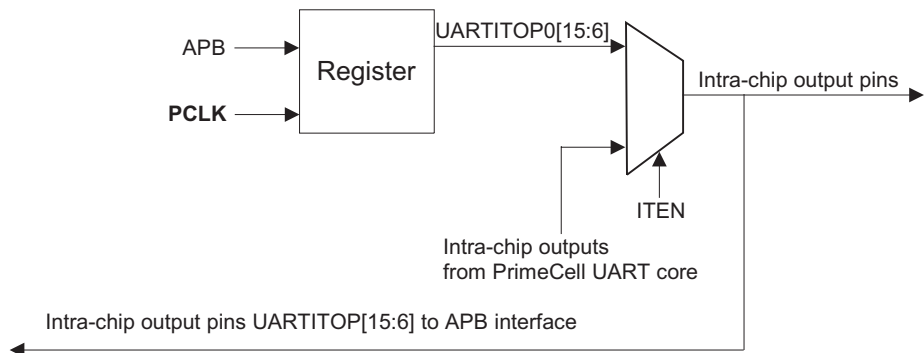 UARTITOP0[15:6]
APB
Register
Intra-chip output pins
PCLK
ITEN
Intra-chip outputs
from PrimeCell UART core
Intra-chip output pins UARTITOP[15:6] to APB interface